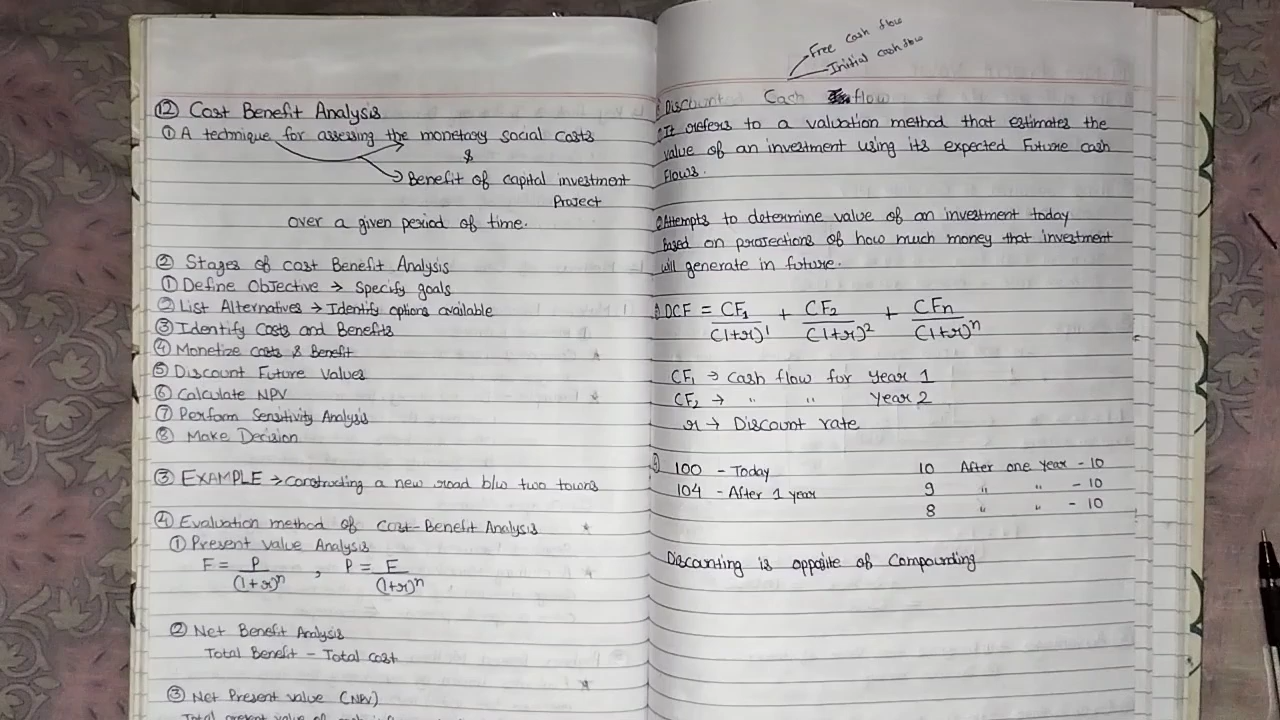 ⑫ Cost Benefit Analysis
① A technique for assessing the monetary social costs
&
Benefit of capital investment
Project
over a given period of time.
② Stages of cost Benefit Analysis
① Define Objective → Specify goals
② List Alternatives → Identify options available
③ Identify Costs and Benefits
④ Monetize Costs & Benefit
⑤ Discount Future Values
⑥ Calculate NPV
⑦ Perform Sensitivity Analysis
⑧ Make Decision
③ EXAMPLE → Constructing a new road b/w two towns
④ Evaluation method of Cost-Benefit Analysis
① Present Value Analysis
F = P/(1+r)^n , P = F/(1+r)^n
② Net Benefit Analysis
Total Benefit - Total cost
③ Net Present value (NPV)
Total present value of
Free cash flow
Initial cashflow
Discount Cash flow
It refers to a valuation method that estimates the
value of an investment using its expected Future cash
Flows.
Attempts to determine value of an investment today
based on projections of how much money that investment
will generate in future.
DCF = CF₁/(1+r)^1 + CF₂/(1+r)^2 + CFn/(1+r)^n
CF₁ → Cash flow for Year 1
CF₂ → " " Year 2
r → Discount rate
100 - Today 10 After one year - 10
104 - After 1 year 9 " " - 10
8 " " - 10
Discounting is opposite of Compounding